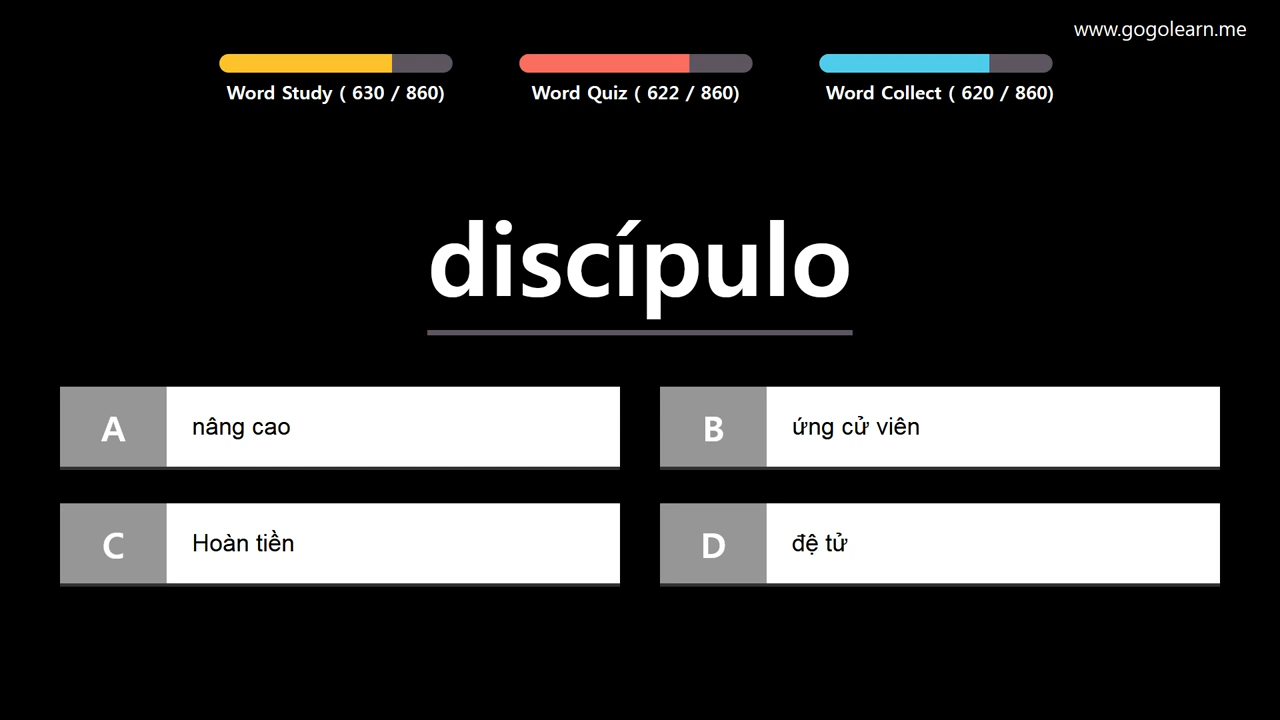 www.gogolearn.me
Word Study ( 630 / 860)
Word Quiz ( 622 / 860)
Word Collect ( 620 / 860)
discípulo
A nâng cao
B ứng cử viên
C Hoàn tiền
D đệ tử